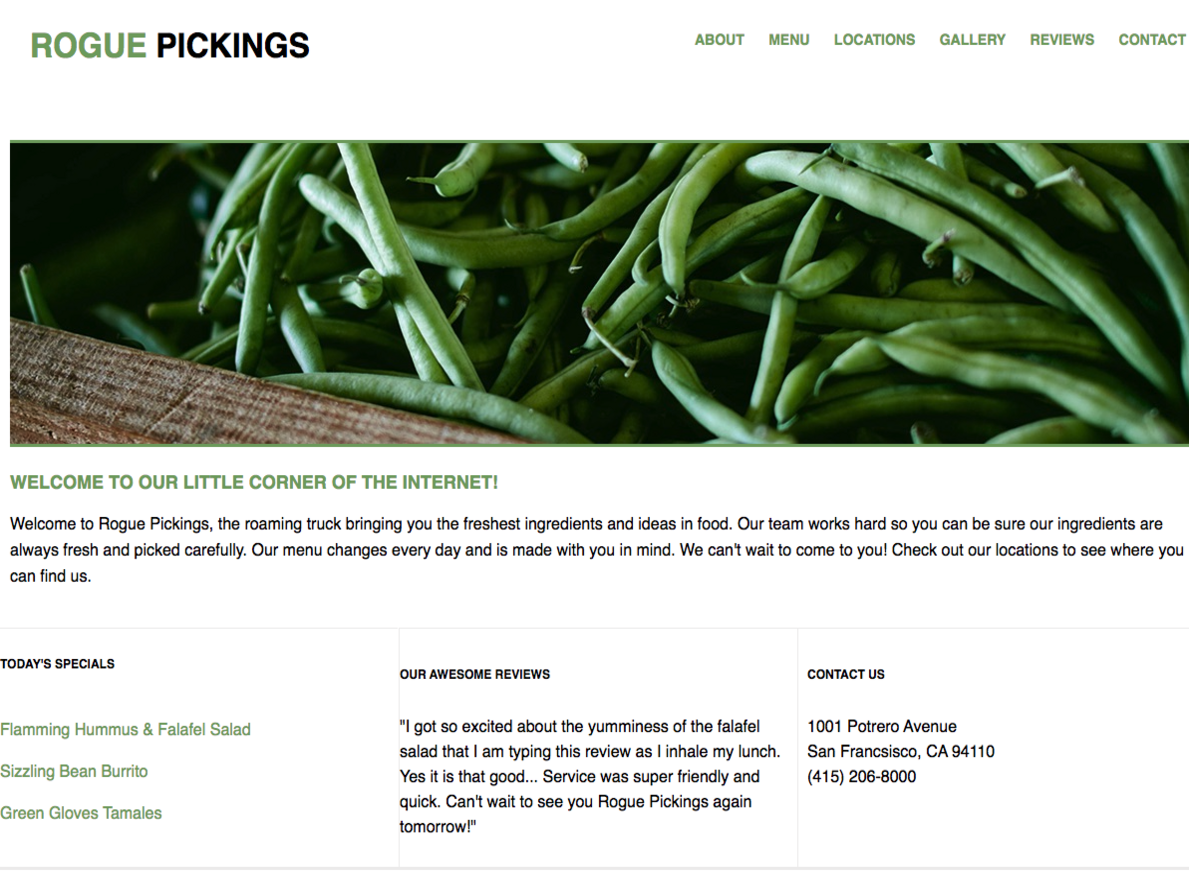 ROGUE PICKINGS
ABOUT MENU LOCATIONS GALLERY REVIEWS CONTACT
WELCOME TO OUR LITTLE CORNER OF THE INTERNET!
Welcome to Rogue Pickings, the roaming truck bringing you the freshest ingredients and ideas in food. Our team works hard so you can be sure our ingredients are
always fresh and picked carefully. Our menu changes every day and is made with you in mind. We can't wait to come to you! Check out our locations to see where you
can find us.
TODAY'S SPECIALS
Flamming Hummus & Falafel Salad
Sizzling Bean Burrito
Green Gloves Tamales
OUR AWESOME REVIEWS
"I got so excited about the yumminess of the falafel
salad that I am typing this review as I inhale my lunch.
Yes it is that good... Service was super friendly and
quick. Can't wait to see you Rogue Pickings again
tomorrow!"
CONTACT US
1001 Potrero Avenue
San Francsisco, CA 94110
(415) 206-8000